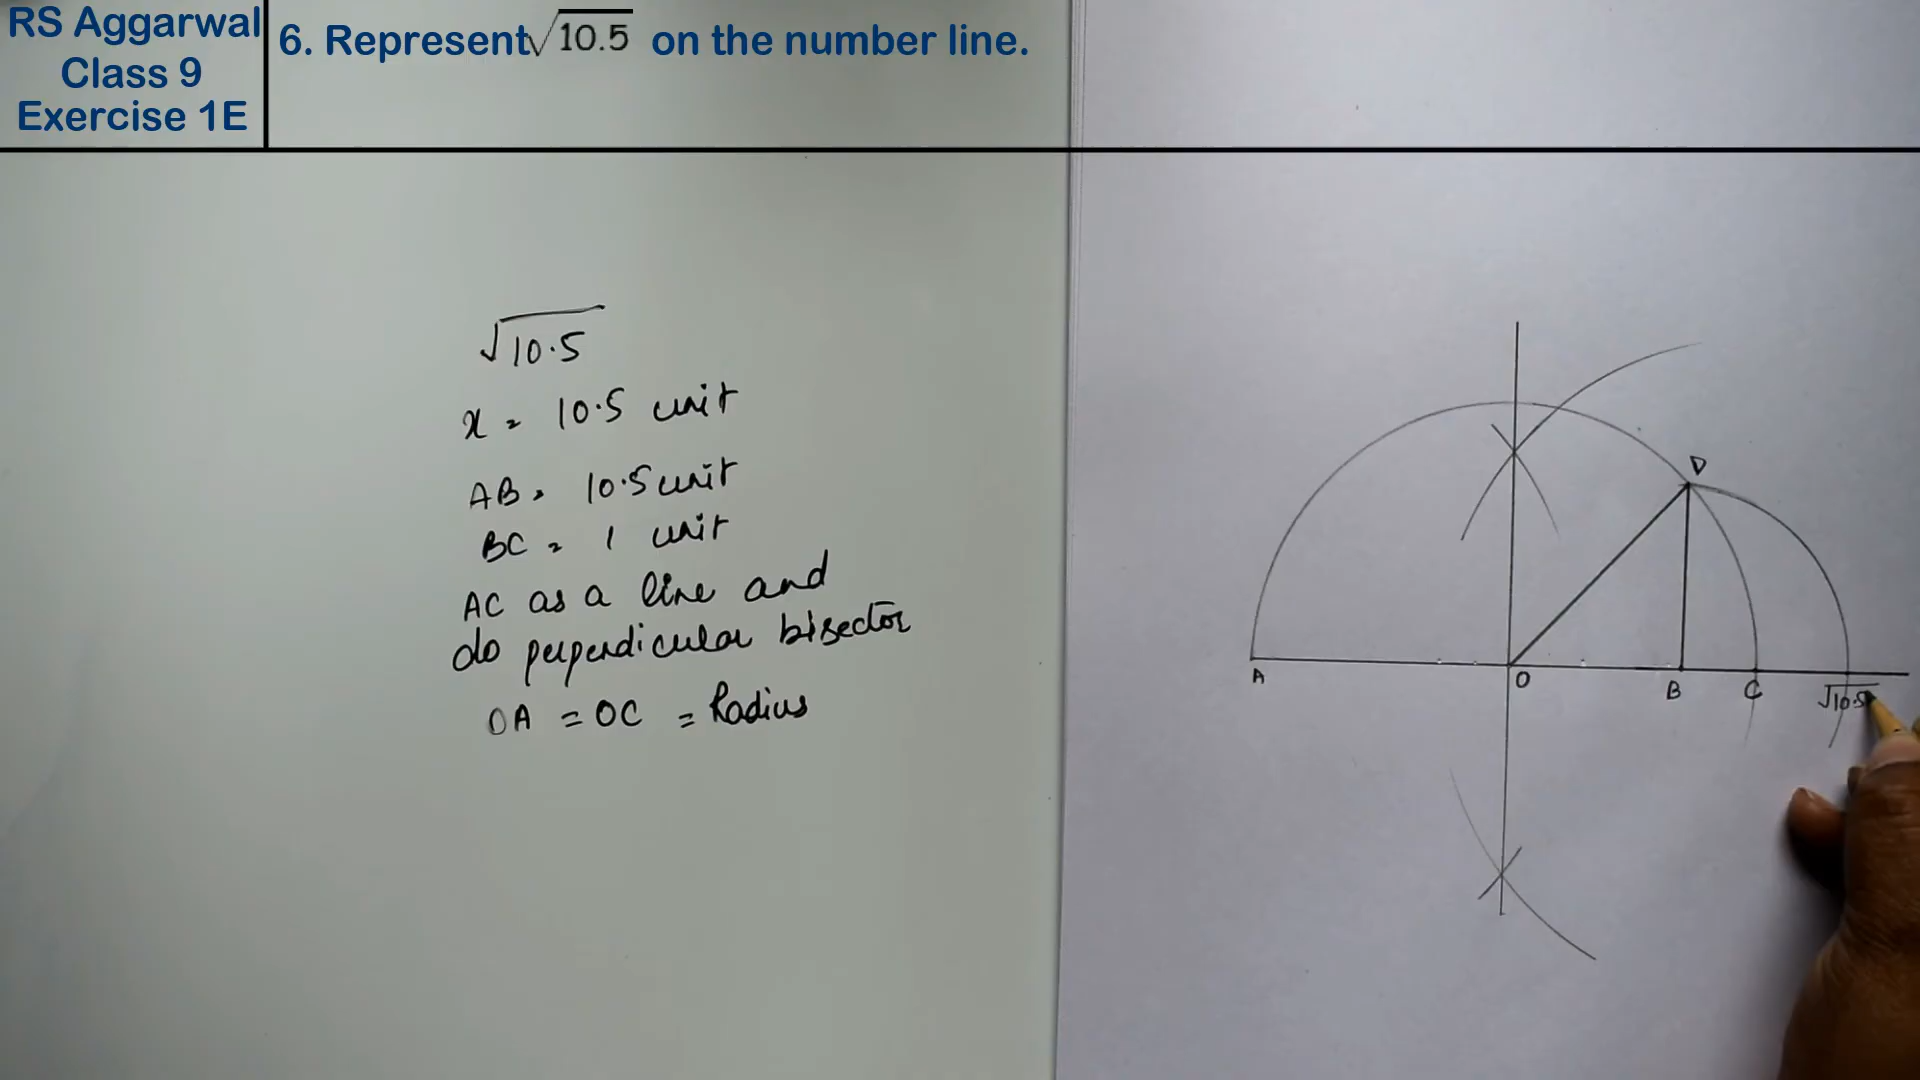 RS Aggarwal
Class 9
Exercise 1E
6. Represent √10.5 on the number line.
√10.5
x = 10.5 unit
AB = 10.5 unit
BC = 1 unit
AC as a line and
do perpendicular bisector
OA = OC = Radius
D
A
O
B
C
√10.5